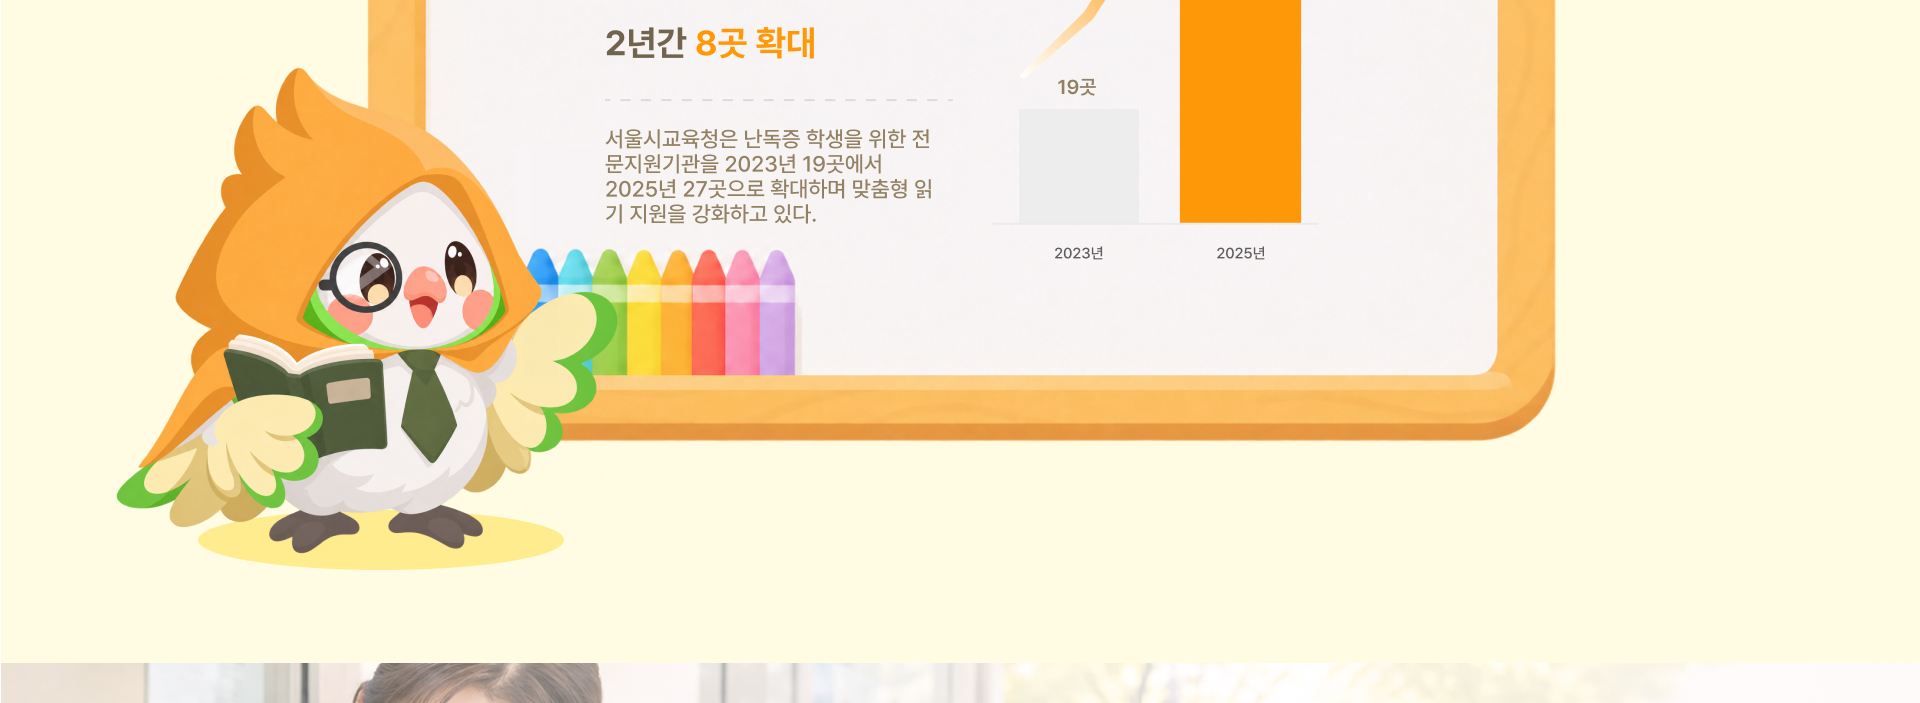 2년간 8곳 확대
서울시교육청은 난독증 학생을 위한 전
문지원기관을 2023년 19곳에서
2025년 27곳으로 확대하며 맞춤형 읽
기 지원을 강화하고 있다.
19곳
2023년
2025년